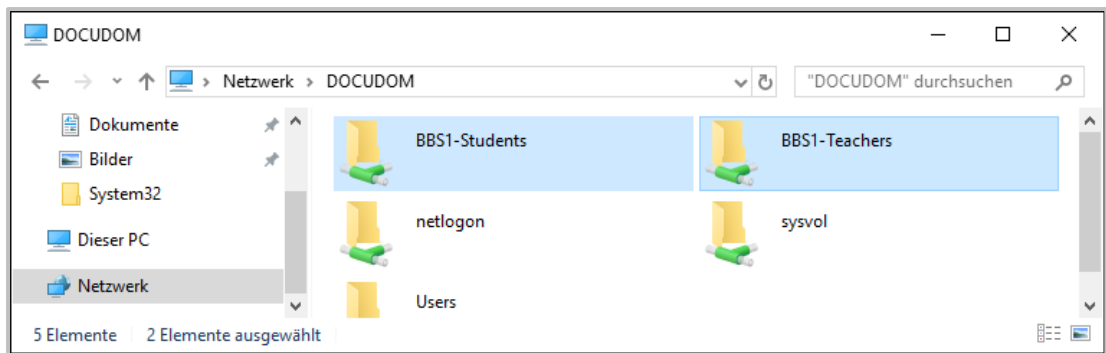 DOCUDOM
Netzwerk > DOCUDOM
"DOCUDOM" durchsuchen
Dokumente
Bilder
System32
Dieser PC
Netzwerk
BBS1-Students
BBS1-Teachers
netlogon
sysvol
Users
5 Elemente
2 Elemente ausgewählt